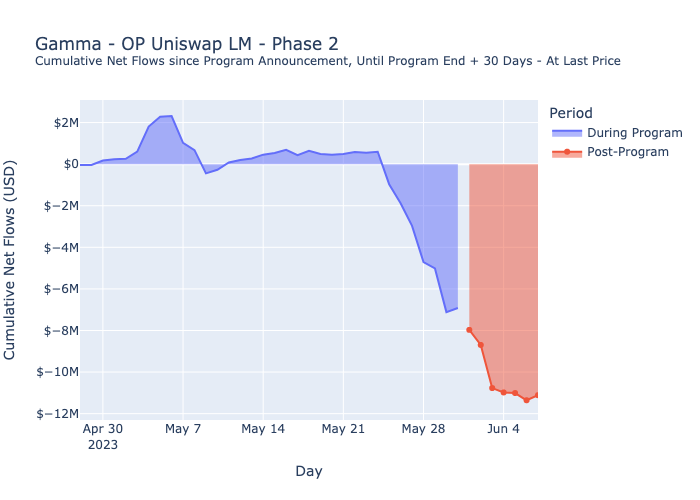 Gamma - OP Uniswap LM - Phase 2
Cumulative Net Flows since Program Announcement, Until Program End + 30 Days - At Last Price
Period
During Program
Post-Program
Cumulative Net Flows (USD)
$2M
$0
$−2M
$−4M
$−6M
$−8M
$−10M
$−12M
Apr 30
2023
May 7
May 14
May 21
May 28
Jun 4
Day